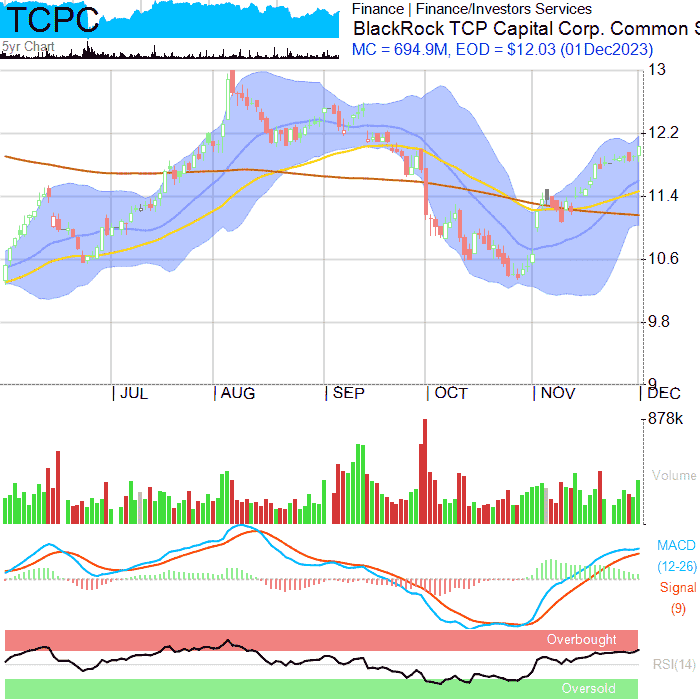 TCPC
5yr Chart
Finance | Finance/Investors Services
BlackRock TCP Capital Corp. Common S
MC = 694.9M, EOD = $12.03 (01Dec2023)
13
12.2
11.4
10.6
9.8
9
JUL AUG SEP OCT NOV DEC
878k
Volume
MACD
(12-26)
Signal
(9)
Overbought
RSI(14)
Oversold